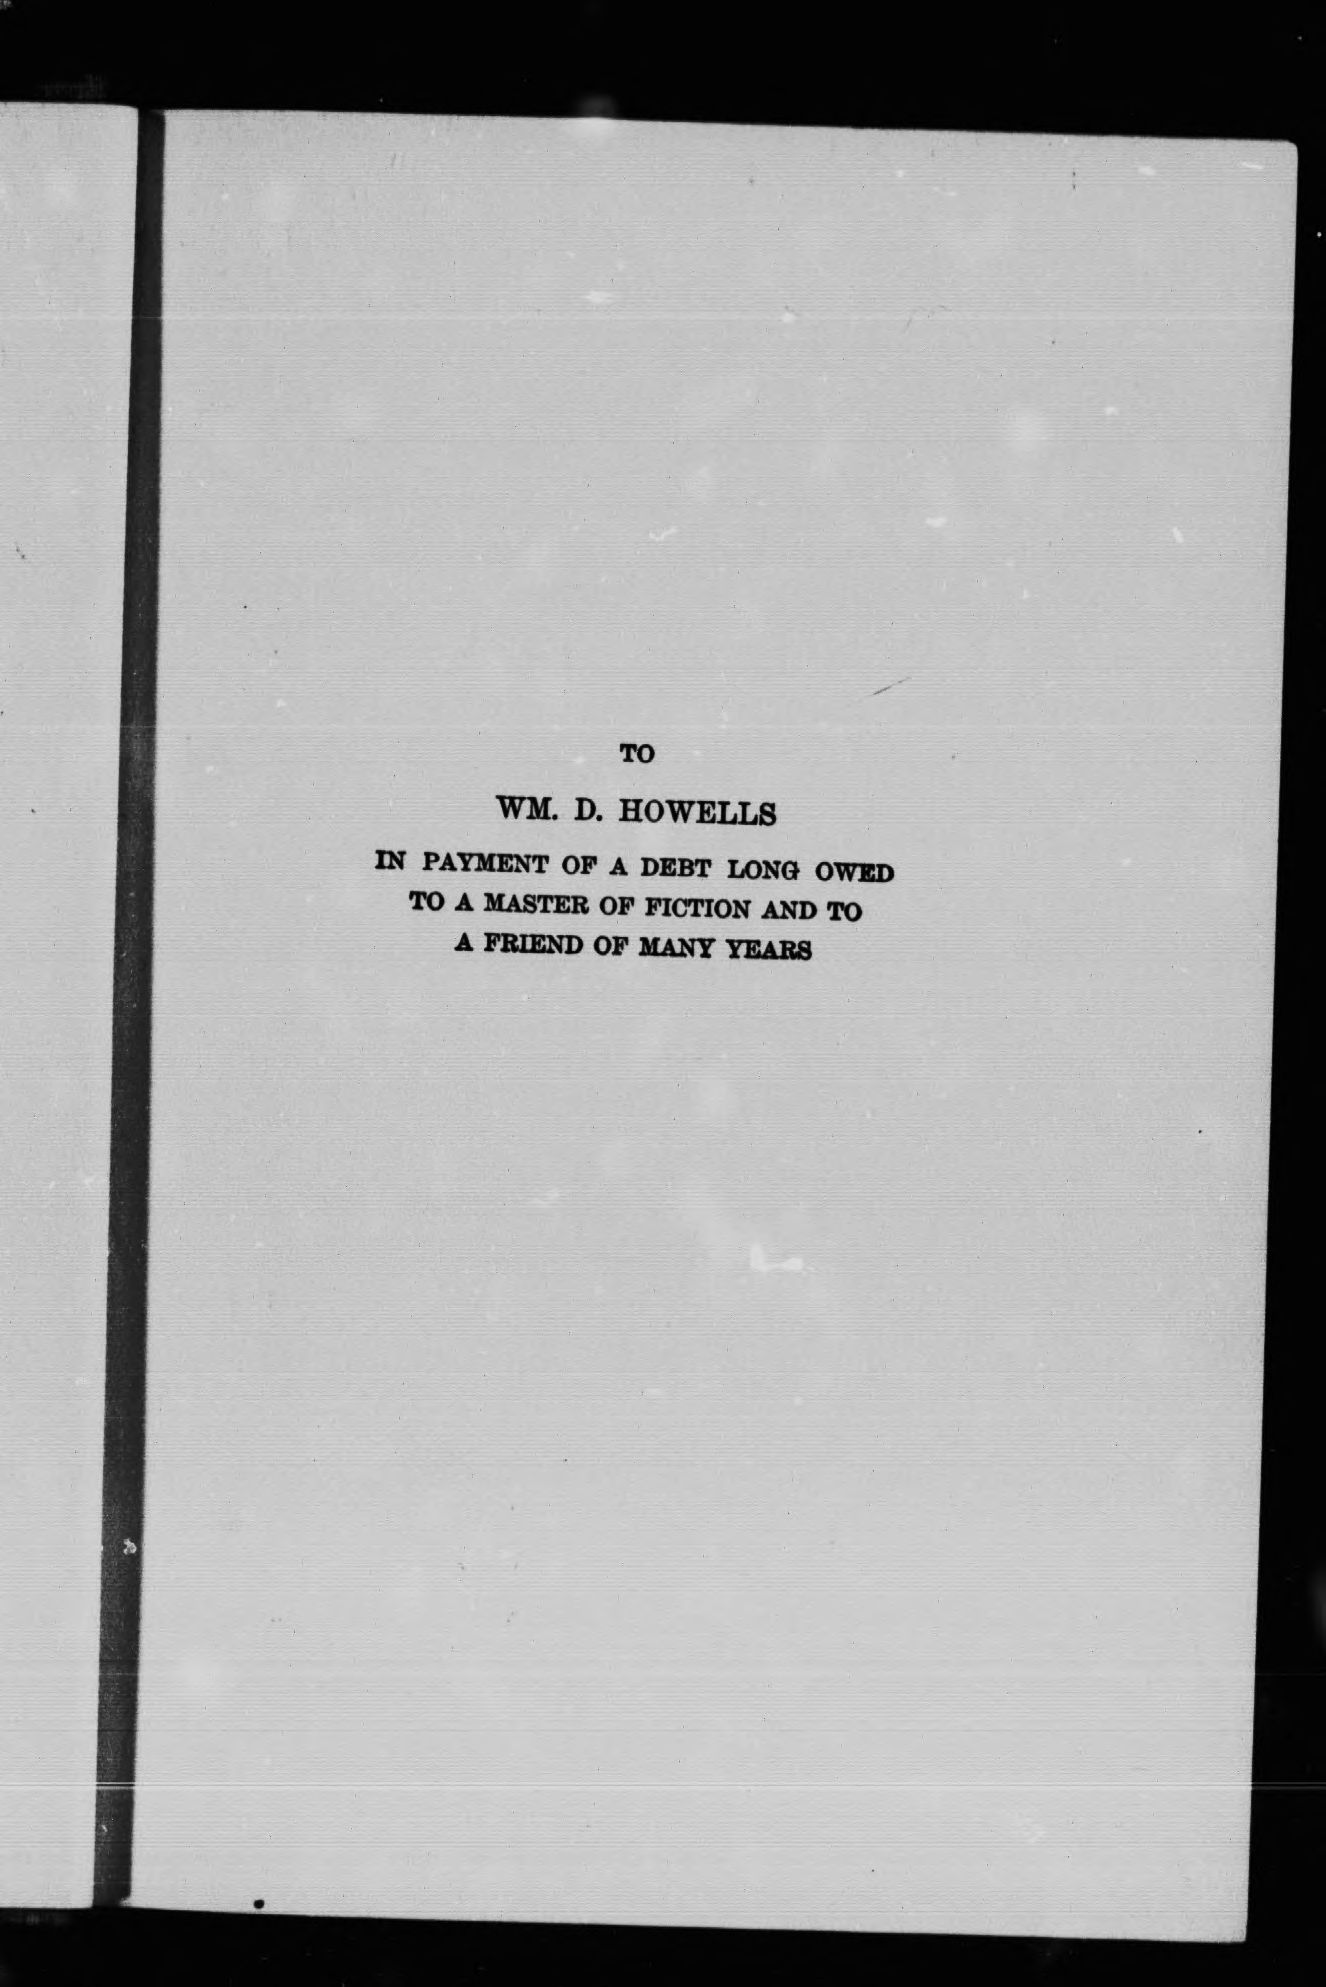 TO
WM. D. HOWELLS
IN PAYMENT OF A DEBT LONG OWED
TO A MASTER OF FICTION AND TO
A FRIEND OF MANY YEARS